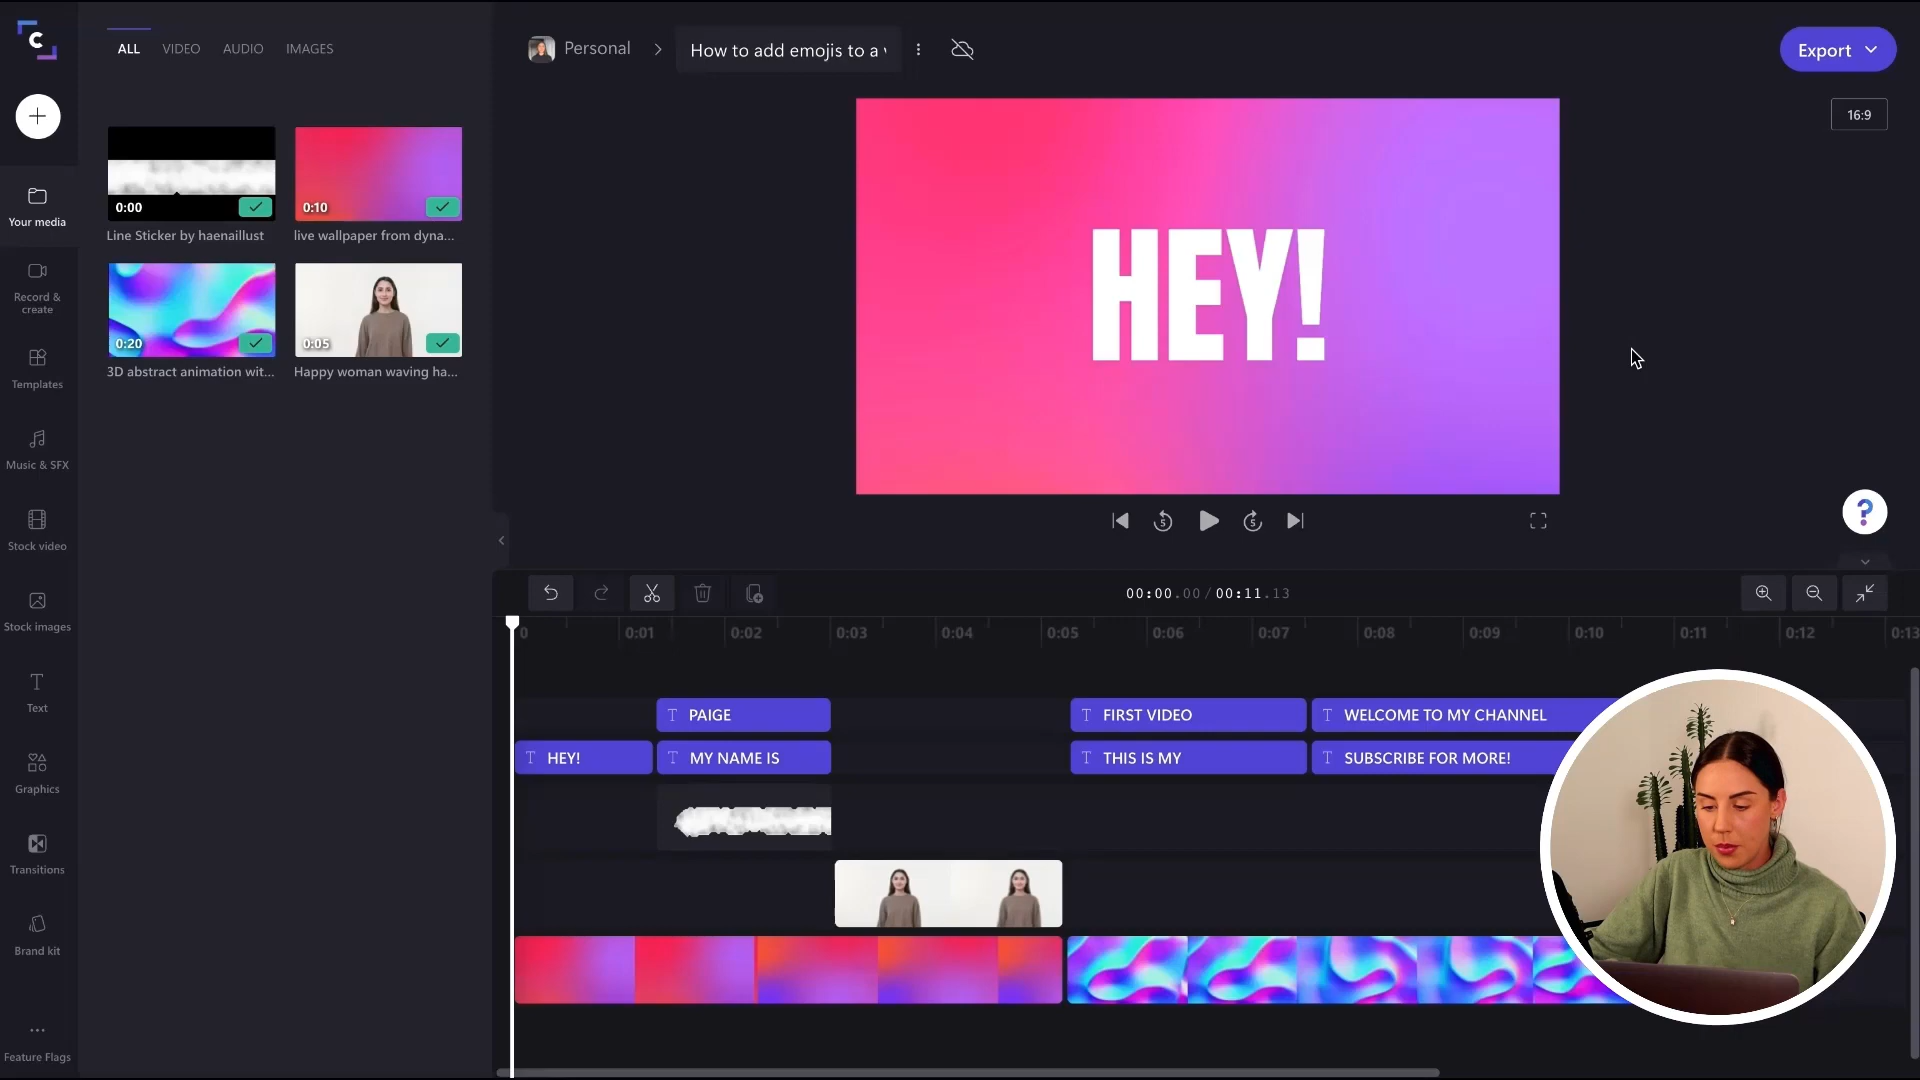 ALL VIDEO AUDIO IMAGES
Personal
How to add emojis to a
Export
16:9
0:00
0:10
Line Sticker by haenaillust
live wallpaper from dyna...
0:20
0:05
3D abstract animation wit...
Happy woman waving ha...
Your media
Record &
create
Templates
Music & SFX
Stock video
Stock images
Text
Graphics
Transitions
Brand kit
Feature Flags
HEY!
5
5
?
00:00.00/00:11.13
0 0:01 0:02 0:03 0:04 0:05 0:06 0:07 0:08 0:09 0:10 0:11 0:12 0:13
T PAIGE
T FIRST VIDEO
T WELCOME TO MY CHANNEL
T HEY!
T MY NAME IS
T THIS IS MY
T SUBSCRIBE FOR MORE!